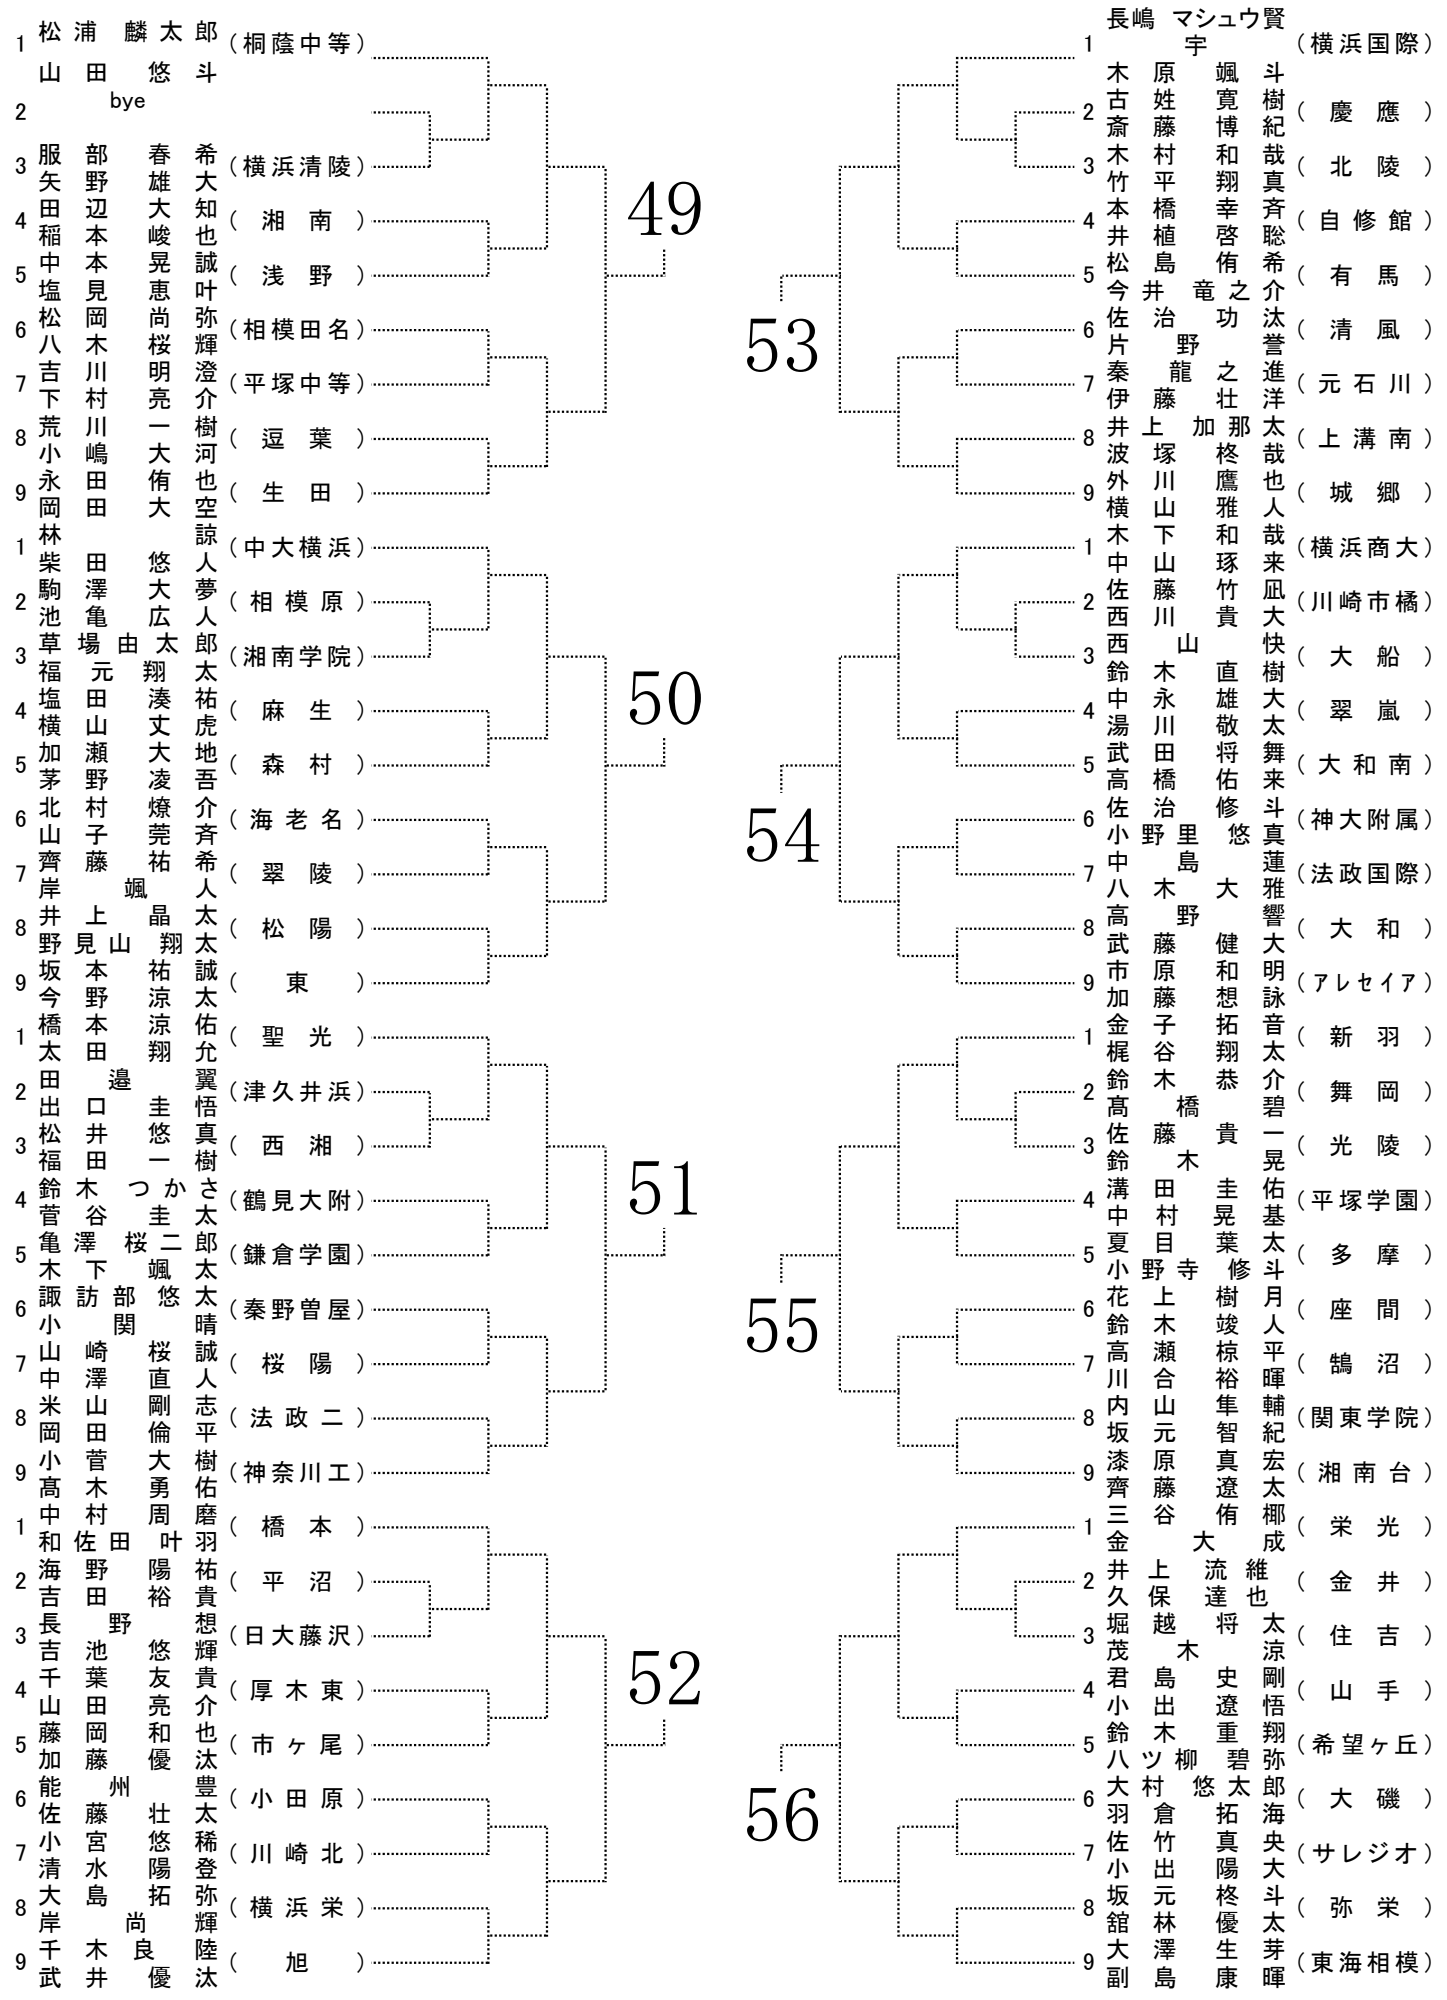 1 松浦 麟太郎 (桐蔭中等)
山田 悠斗
2 bye
3 服部 春希 (横浜清陵)
矢野 雄大
4 田辺 大知 (湘南)
稲本 峻也
5 中本 晃誠 (浅野)
塩見 恵叶
6 松岡 尚弥 (相模田名)
八木 桜輝
7 吉川 明澄 (平塚中等)
下村 亮介
8 荒川 一樹 (逗葉)
小嶋 大河
9 永田 侑也 (生田)
岡田 大空
49
1 林 諒 (中大横浜)
柴田 悠人
2 駒澤 大夢 (相模原)
池亀 広人
3 草場 由太郎 (湘南学院)
福元 翔太
4 塩田 湊祐 (麻生)
横山 丈虎
5 加瀬 大地 (森村)
茅野 凌吾
6 北村 燎介 (海老名)
山子 莞斉
7 齊藤 祐希 (翠陵)
岸 颯人
8 井上 晶太 (松陽)
野見山 翔太
9 坂本 祐誠 (東)
今野 涼太
50
1 橋本 涼佑 (聖光)
太田 翔允
2 田邉 翼 (津久井浜)
出口 圭悟
3 松井 悠真 (西湘)
福田 一樹
4 鈴木 つかさ (鶴見大附)
菅谷 圭太
5 亀澤 桜二郎 (鎌倉学園)
木下 颯太
6 諏訪部 悠太 (秦野曽屋)
小関 晴
7 山崎 桜誠 (桜陽)
中澤 直人
8 米山 剛志 (法政二)
岡田 倫平
9 小菅 大樹 (神奈川工)
髙木 勇佑
51
1 中村 周磨 (橋本)
和佐田 叶羽
2 海野 陽祐 (平沼)
吉田 裕貴
3 長野 想 (日大藤沢)
吉池 悠輝
4 千葉 友貴 (厚木東)
山田 亮介
5 藤岡 和也 (市ヶ尾)
加藤 優汰
6 能州 豊 (小田原)
佐藤 壮太
7 小宮 悠稀 (川崎北)
清水 陽登
8 大島 拓弥 (横浜栄)
岸 尚輝
9 千木良 陸 (旭)
武井 優汰
52
1 長嶋 マシュウ賢
宇 (横浜国際)
木原 颯斗
2 古姓 寛樹 (慶應)
斎藤 博紀
3 木村 和哉 (北陵)
竹平 翔真
4 本橋 幸斉 (自修館)
井植 啓聡
5 松島 侑希 (有馬)
今井 竜之介
6 佐治 功汰 (清風)
片野 誉
7 秦 龍之進 (元石川)
伊藤 壮洋
8 井上 加那太 (上溝南)
波塚 柊哉
9 外川 鷹也 (城郷)
横山 雅人
53
1 木下 和哉 (横浜商大)
中山 琢来
2 佐藤 竹凪 (川崎市橘)
西川 貴大
3 西山 快 (大船)
鈴木 直樹
4 中永 雄大 (翠嵐)
湯川 敬太
5 武田 将舞 (大和南)
高橋 佑来
6 佐治 修斗 (神大附属)
小野里 悠真
7 中島 蓮 (法政国際)
八木 大雅
8 高野 響 (大和)
武藤 健大
9 市原 和明 (アレセイア)
加藤 想詠
54
1 金子 拓音 (新羽)
梶谷 翔太
2 鈴木 恭介 (舞岡)
髙橋 碧
3 佐藤 貴一 (光陵)
鈴木 晃
4 溝田 圭佑 (平塚学園)
中村 晃基
5 夏目 葉太 (多摩)
小野寺 修斗
6 花上 樹月 (座間)
鈴木 竣人
7 高瀬 椋平 (鵠沼)
川合 裕暉
8 内山 隼輔 (関東学院)
坂元 智紀
9 漆原 真宏 (湘南台)
齊藤 遼太
55
1 三谷 侑梛 (栄光)
金 大成
2 井上 流維 (金井)
久保 達也
3 堀越 将太 (住吉)
茂木 涼
4 君島 史剛 (山手)
小出 遼悟
5 鈴木 重翔 (希望ヶ丘)
八ツ柳 碧弥
6 大村 悠太郎 (大磯)
羽倉 拓海
7 佐竹 真央 (サレジオ)
小出 陽大
8 坂元 柊斗 (弥栄)
舘林 優太
9 大澤 生芽 (東海相模)
副島 康暉
56